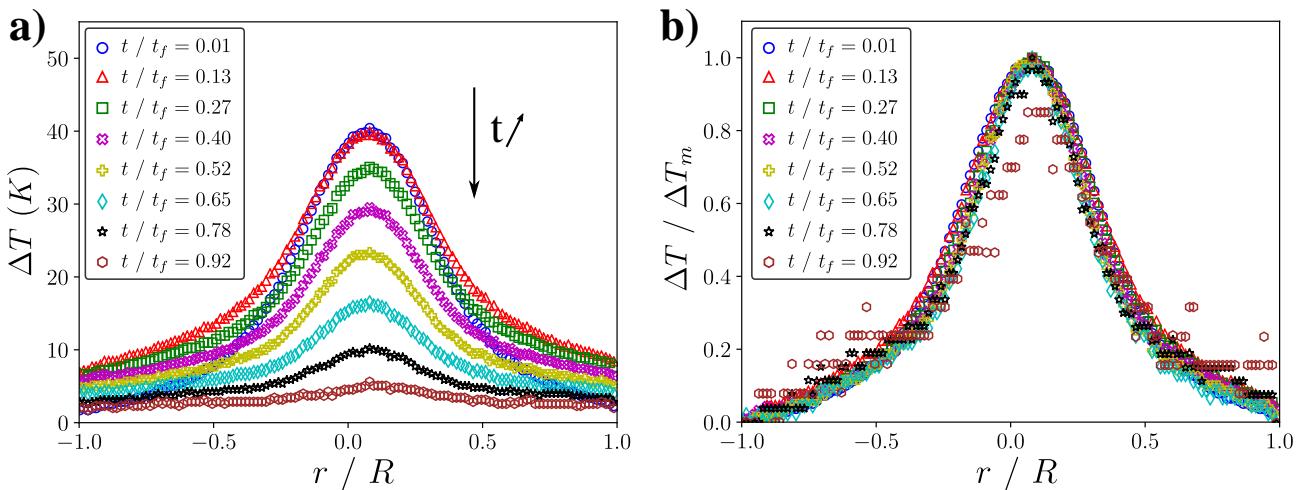 a)
t / t_f = 0.01
t / t_f = 0.13
t / t_f = 0.27
t / t_f = 0.40
t / t_f = 0.52
t / t_f = 0.65
t / t_f = 0.78
t / t_f = 0.92
t↗
50
40
30
20
10
0
ΔT (K)
−1.0 −0.5 0.0 0.5 1.0
r / R
b)
t / t_f = 0.01
t / t_f = 0.13
t / t_f = 0.27
t / t_f = 0.40
t / t_f = 0.52
t / t_f = 0.65
t / t_f = 0.78
t / t_f = 0.92
1.0
0.8
0.6
0.4
0.2
0.0
ΔT / ΔT_m
−1.0 −0.5 0.0 0.5 1.0
r / R